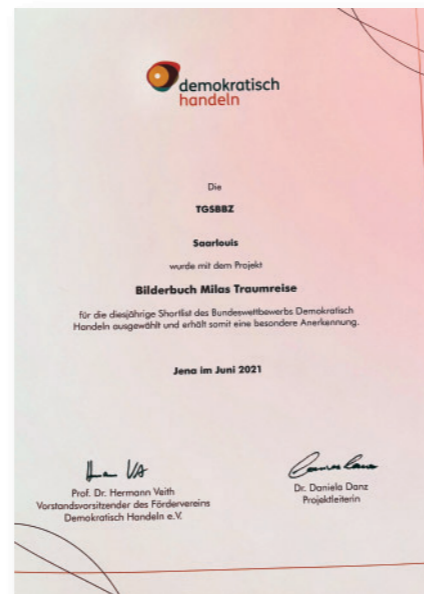 demokratisch
handeln
Die
TGSBBZ
Saarlouis
wurde mit dem Projekt
Bilderbuch Milas Traumreise
für die diesjährige Shortlist des Bundeswettbewerbs Demokratisch
Handeln ausgewählt und erhält somit eine besondere Anerkennung.
Jena im Juni 2021
Prof. Dr. Hermann Veith
Vorstandsvorsitzender des Fördervereins
Demokratisch Handeln e.V.
Dr. Daniela Danz
Projektleiterin